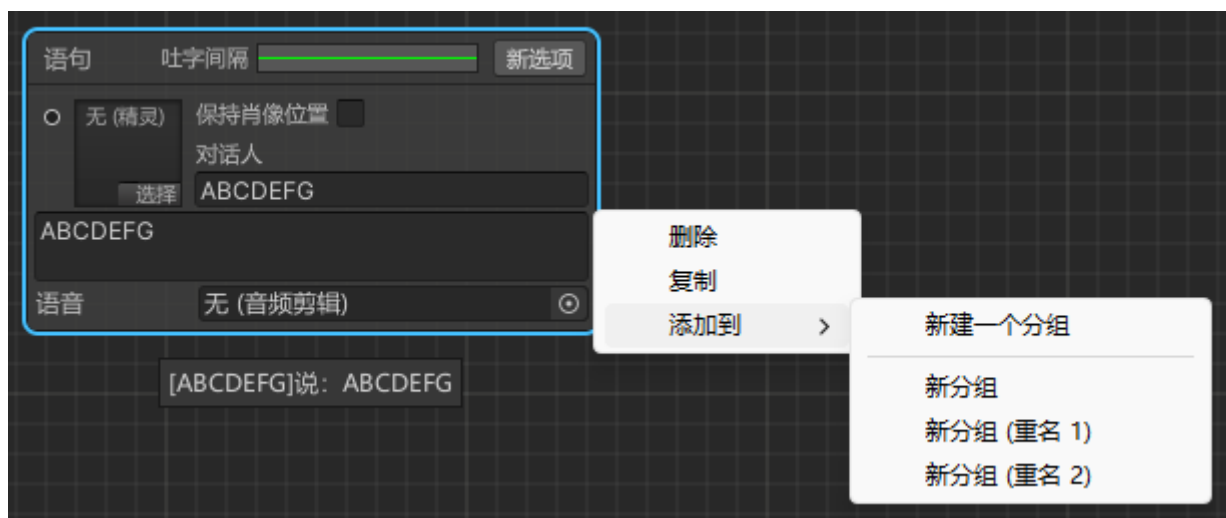 语句 吐字间隔 新选项
无 (精灵) 保持肖像位置
对话人
选择 ABCDEFG
ABCDEFG
语音 无 (音频剪辑)
[ABCDEFG]说：ABCDEFG
删除
复制
添加到
新建一个分组
新分组
新分组 (重名 1)
新分组 (重名 2)